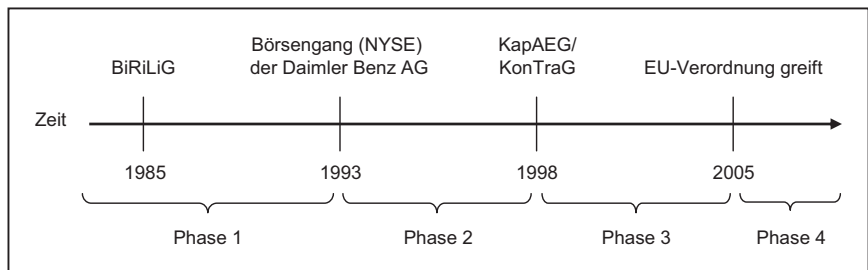 BiRiLiG
Börsengang (NYSE)
der Daimler Benz AG
KapAEG/
KonTraG
EU-Verordnung greift
Zeit
1985
1993
1998
2005
Phase 1
Phase 2
Phase 3
Phase 4